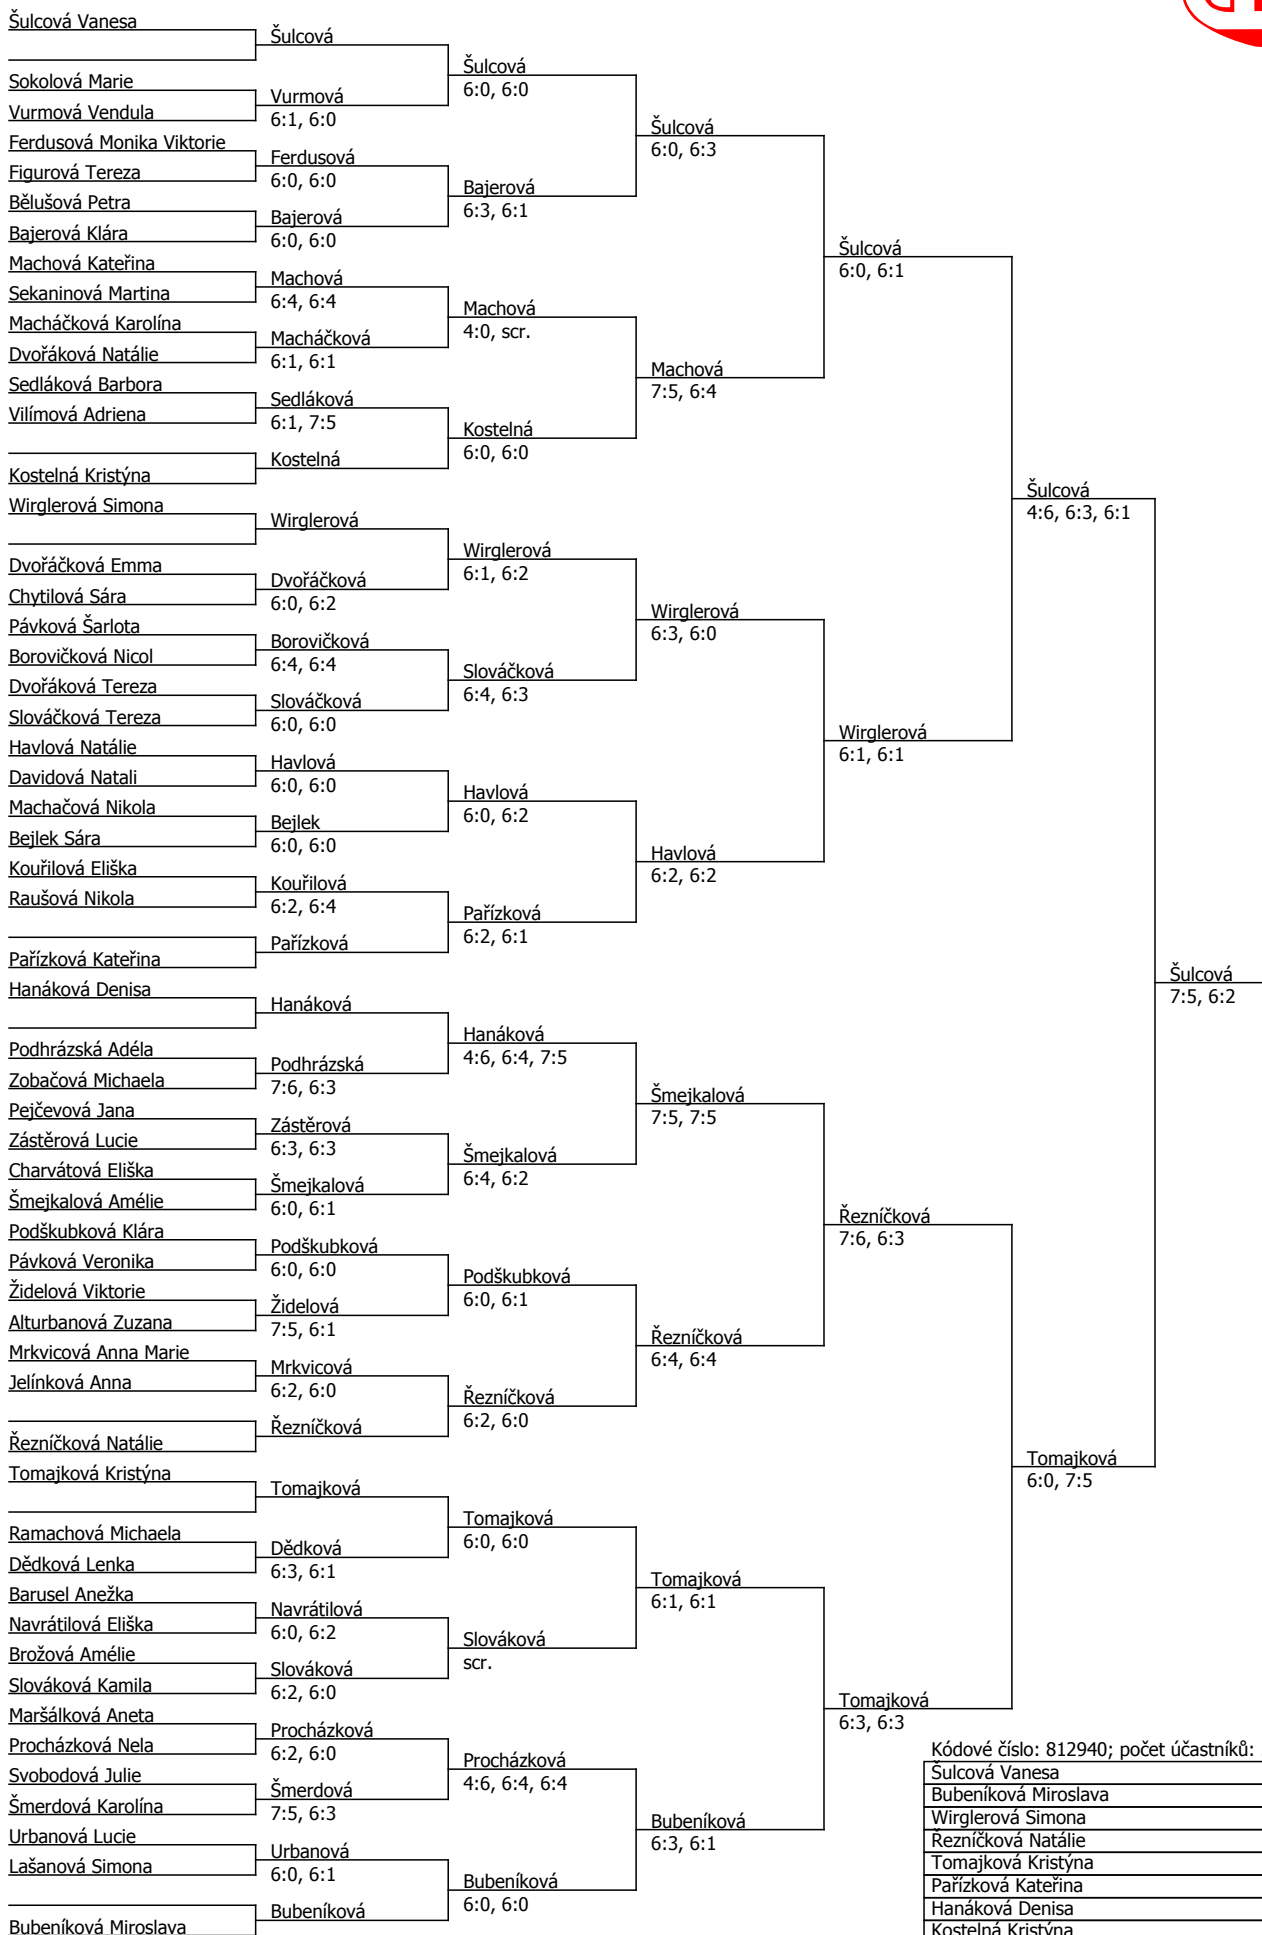 Šulcová Vanesa
Sokolová Marie
Vurmová Vendula
Ferdusová Monika Viktorie
Figurová Tereza
Bělušová Petra
Bajerová Klára
Machová Kateřina
Sekaninová Martina
Macháčková Karolína
Dvořáková Natálie
Sedláková Barbora
Vilímová Adriena
Kostelná Kristýna
Wirglerová Simona
Dvořáčková Emma
Chytilová Sára
Pávková Šarlota
Borovičková Nicol
Dvořáková Tereza
Slováčková Tereza
Havlová Natálie
Davidová Natali
Machačová Nikola
Bejlek Sára
Kouřilová Eliška
Raušová Nikola
Pařízková Kateřina
Hanáková Denisa
Podhrázská Adéla
Zobačová Michaela
Pejčevová Jana
Zástěrová Lucie
Charvátová Eliška
Šmejkalová Amélie
Podškubková Klára
Pávková Veronika
Židelová Viktorie
Alturbanová Zuzana
Mrkvicová Anna Marie
Jelínková Anna
Řezníčková Natálie
Tomajková Kristýna
Ramachová Michaela
Dědková Lenka
Barusel Anežka
Navrátilová Eliška
Brožová Amélie
Slováková Kamila
Maršálková Aneta
Procházková Nela
Svobodová Julie
Šmerdová Karolína
Urbanová Lucie
Lašanová Simona
Bubeníková Miroslava
Šulcová
Vurmová
6:1, 6:0
Ferdusová
6:0, 6:0
Bajerová
6:0, 6:0
Machová
6:4, 6:4
Macháčková
6:1, 6:1
Sedláková
6:1, 7:5
Kostelná
Wirglerová
Dvořáčková
6:0, 6:2
Borovičková
6:4, 6:4
Slováčková
6:0, 6:0
Havlová
6:0, 6:0
Bejlek
6:0, 6:0
Kouřilová
6:2, 6:4
Pařízková
Hanáková
Podhrázská
7:6, 6:3
Zástěrová
6:3, 6:3
Šmejkalová
6:0, 6:1
Podškubková
6:0, 6:0
Židelová
7:5, 6:1
Mrkvicová
6:2, 6:0
Řezníčková
Tomajková
Dědková
6:3, 6:1
Navrátilová
6:0, 6:2
Slováková
6:2, 6:0
Procházková
6:2, 6:0
Šmerdová
7:5, 6:3
Urbanová
6:0, 6:1
Bubeníková
Šulcová
6:0, 6:0
Bajerová
6:3, 6:1
Machová
4:0, scr.
Kostelná
6:0, 6:0
Wirglerová
6:1, 6:2
Slováčková
6:4, 6:3
Havlová
6:0, 6:2
Pařízková
6:2, 6:1
Hanáková
4:6, 6:4, 7:5
Šmejkalová
6:4, 6:2
Podškubková
6:0, 6:1
Řezníčková
6:2, 6:0
Tomajková
6:0, 6:0
Slováková
scr.
Procházková
4:6, 6:4, 6:4
Bubeníková
6:0, 6:0
Šulcová
6:0, 6:3
Machová
7:5, 6:4
Wirglerová
6:3, 6:0
Havlová
6:2, 6:2
Šmejkalová
7:5, 7:5
Řezníčková
6:4, 6:4
Tomajková
6:1, 6:1
Bubeníková
6:3, 6:1
Šulcová
6:0, 6:1
Wirglerová
6:1, 6:1
Řezníčková
7:6, 6:3
Tomajková
6:3, 6:3
Šulcová
4:6, 6:3, 6:1
Tomajková
6:0, 7:5
Šulcová
7:5, 6:2
Kódové číslo: 812940; počet účastníků:
Šulcová Vanesa
Bubeníková Miroslava
Wirglerová Simona
Řezníčková Natálie
Tomajková Kristýna
Pařízková Kateřina
Hanáková Denisa
Kostelná Kristýna